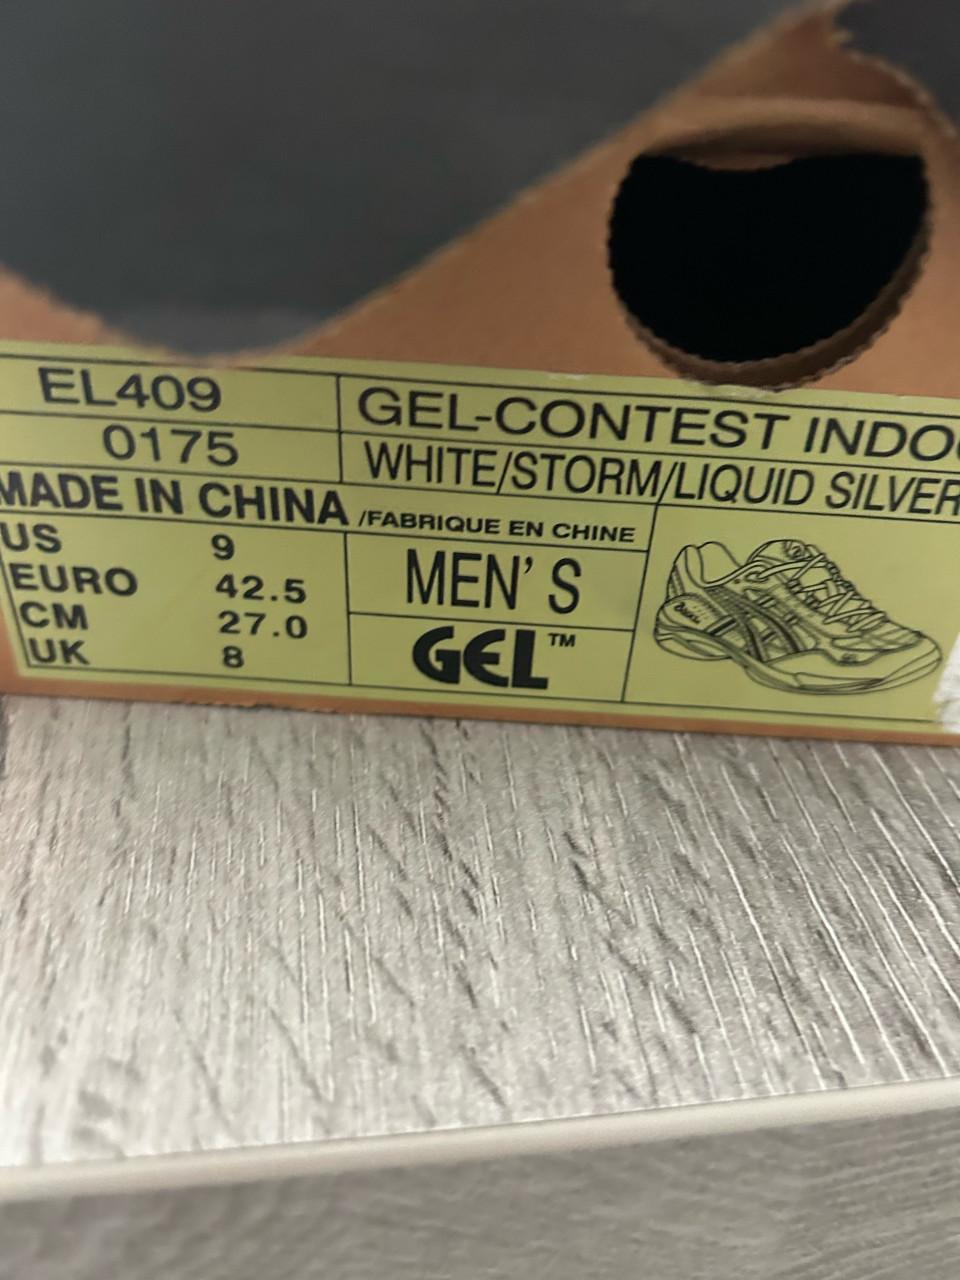 EL409
0175
GEL-CONTEST INDO
WHITE/STORM/LIQUID SILVER
MADE IN CHINA /FABRIQUE EN CHINE
US 9
EURO 42.5
CM 27.0
UK 8
MEN'S
GEL™